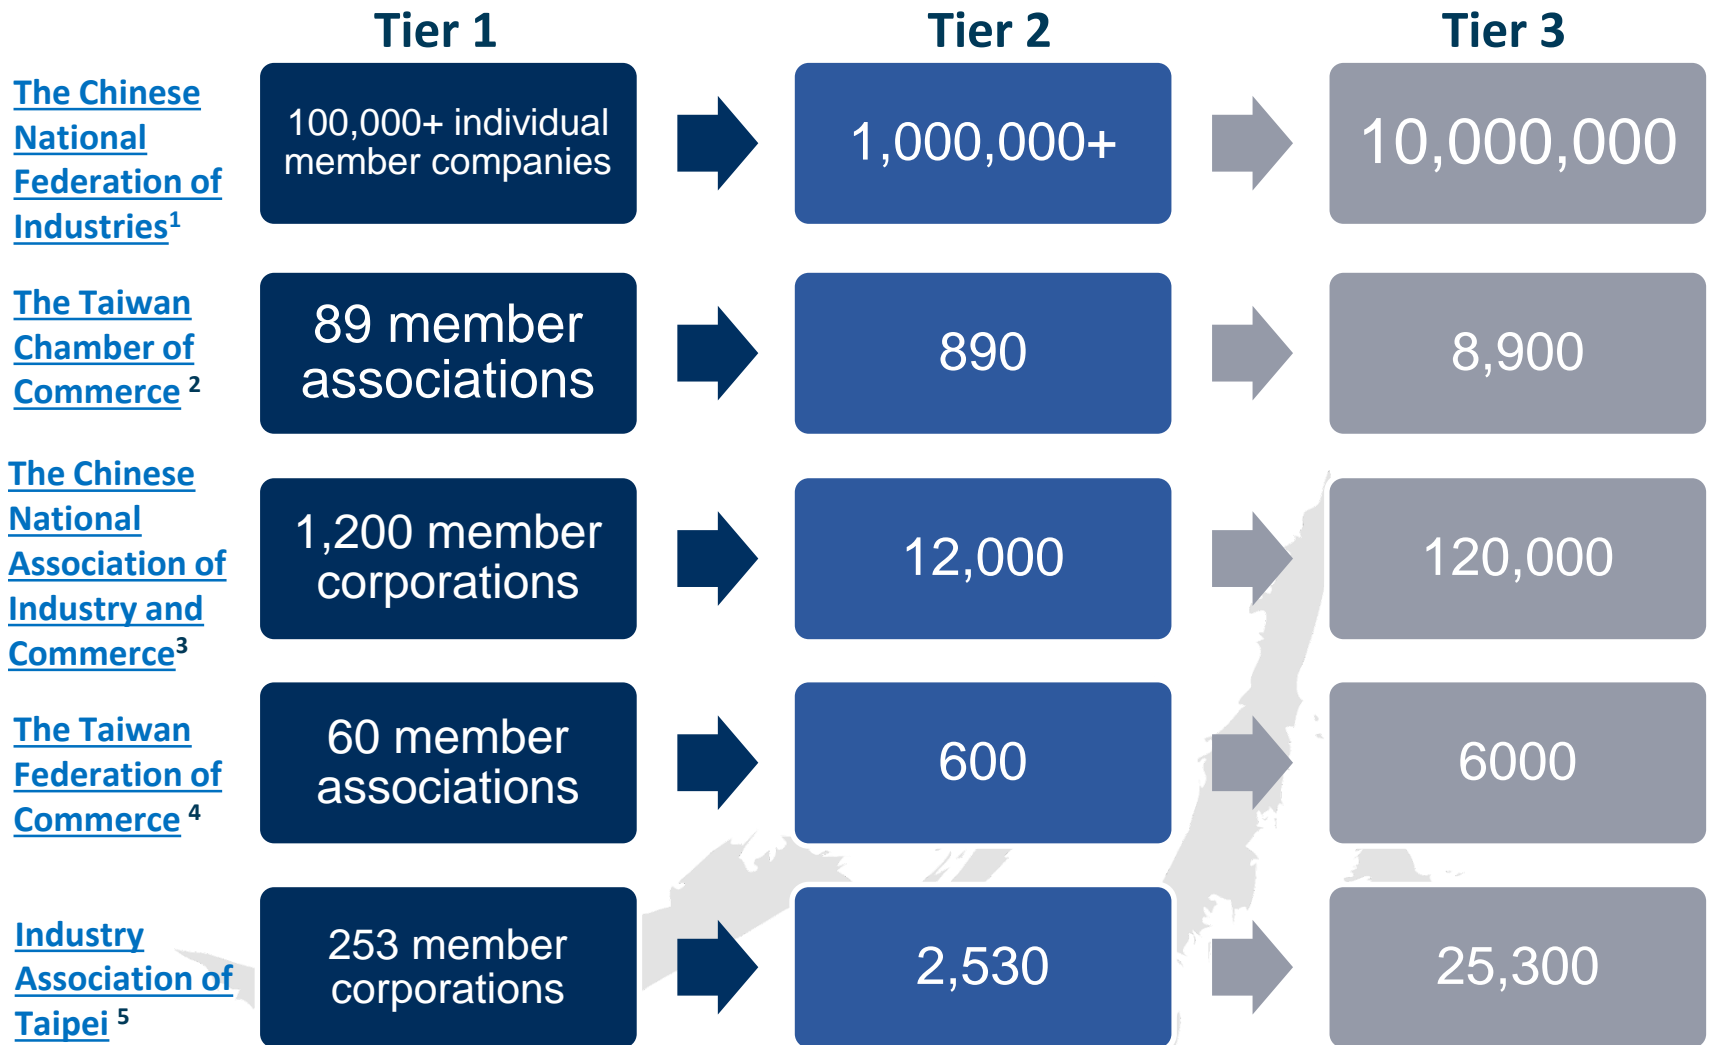 Tier 1
Tier 2
Tier 3
The Chinese
National
Federation of
Industries1
100,000+ individual
member companies
1,000,000+
10,000,000
The Taiwan
Chamber of
Commerce 2
89 member
associations
890
8,900
The Chinese
National
Association of
Industry and
Commerce3
1,200 member
corporations
12,000
120,000
The Taiwan
Federation of
Commerce 4
60 member
associations
600
6000
Industry
Association of
Taipei 5
253 member
corporations
2,530
25,300